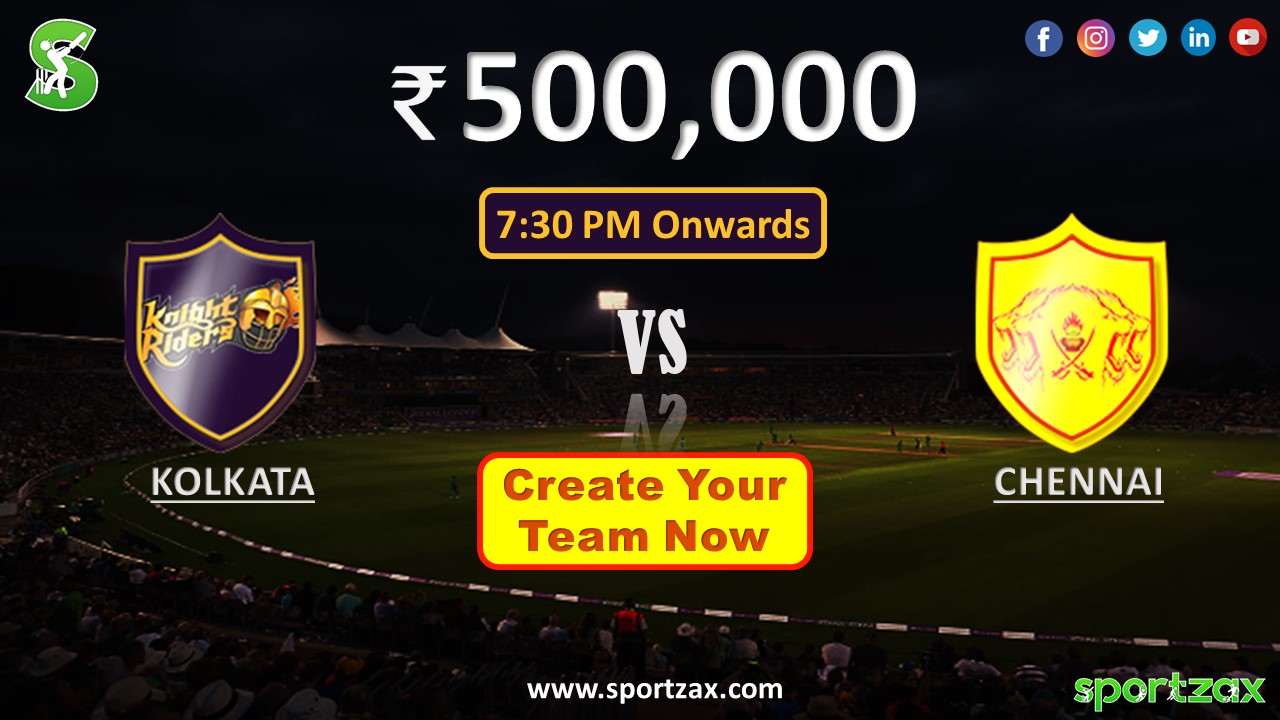 ₹500,000
7:30 PM Onwards
Knight
Riders
VS
KOLKATA
CHENNAI
Create Your
Team Now
www.sportzax.com
sportzax